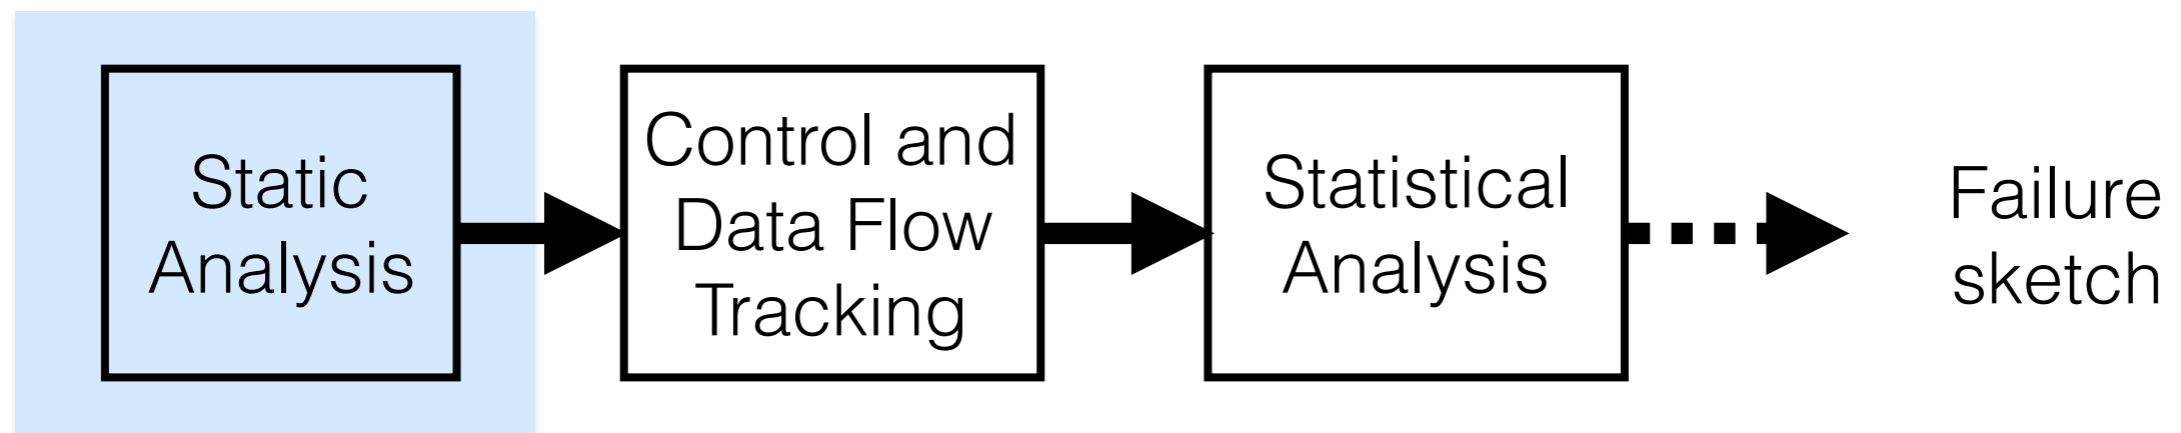 Static
Analysis
Control and
Data Flow
Tracking
Statistical
Analysis
Failure
sketch